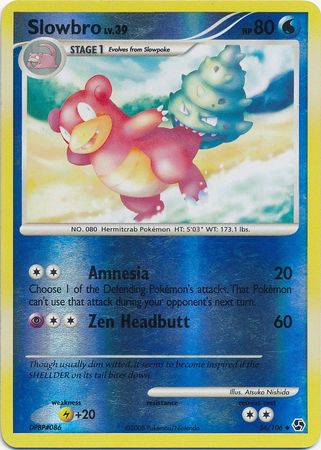 Slowbro LV.39 HP 80
STAGE 1 Evolves from Slowpoke
NO. 080 Hermitcrab Pokémon HT: 5'03" WT: 173.1 lbs.
Amnesia 20
Choose 1 of the Defending Pokémon's attacks. That Pokémon
can't use that attack during your opponent's next turn.
Zen Headbutt 60
Though usually dim witted, it seems to become inspired if the
SHELLDER on its tail bites down.
Illus. Atsuko Nishida
weakness resistance retreat cost
+20
DPBP#086 ©2008 Pokémon/Nintendo 54/106